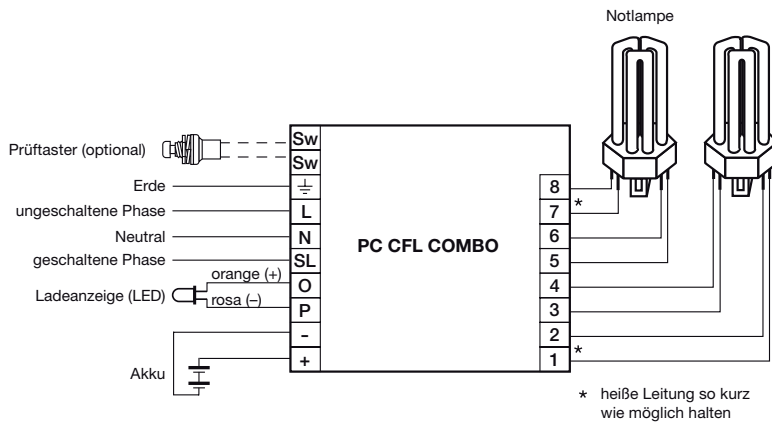 Notlampe
Prüftaster (optional)
Sw
Sw
Erde
ungeschaltene Phase
L
Neutral
N
geschaltene Phase
SL
orange (+)
O
Ladeanzeige (LED)
rosa (–)
P
-
Akku
+
PC CFL COMBO
8
7
*
6
5
4
3
2
1
*
* heiße Leitung so kurz
wie möglich halten